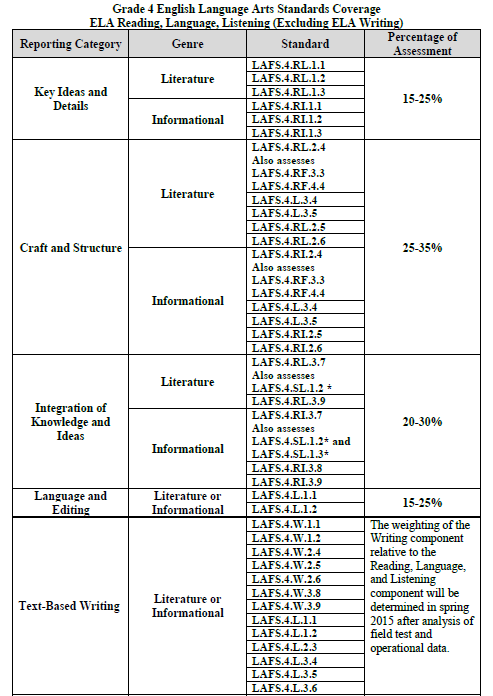 Grade 4 English Language Arts Standards Coverage
ELA Reading, Language, Listening (Excluding ELA Writing)
Reporting Category
Genre
Standard
Percentage of
Assessment
Key Ideas and
Details
Literature
LAFS.4.RL.1.1
LAFS.4.RL.1.2
LAFS.4.RL.1.3
Informational
LAFS.4.RI.1.1
LAFS.4.RI.1.2
LAFS.4.RI.1.3
15-25%
Craft and Structure
Literature
LAFS.4.RL.2.4
Also assesses
LAFS.4.RF.3.3
LAFS.4.RF.4.4
LAFS.4.L.3.4
LAFS.4.L.3.5
LAFS.4.RL.2.5
LAFS.4.RL.2.6
Informational
LAFS.4.RI.2.4
Also assesses
LAFS.4.RF.3.3
LAFS.4.RF.4.4
LAFS.4.L.3.4
LAFS.4.L.3.5
LAFS.4.RI.2.5
LAFS.4.RI.2.6
25-35%
Integration of
Knowledge and
Ideas
Literature
LAFS.4.RL.3.7
Also assesses
LAFS.4.SL.1.2 *
LAFS.4.RL.3.9
Informational
LAFS.4.RI.3.7
Also assesses
LAFS.4.SL.1.2* and
LAFS.4.SL.1.3*
LAFS.4.RI.3.8
LAFS.4.RI.3.9
20-30%
Language and
Editing
Literature or
Informational
LAFS.4.L.1.1
LAFS.4.L.1.2
15-25%
Text-Based Writing
Literature or
Informational
LAFS.4.W.1.1
LAFS.4.W.1.2
LAFS.4.W.2.4
LAFS.4.W.2.5
LAFS.4.W.2.6
LAFS.4.W.3.8
LAFS.4.W.3.9
LAFS.4.L.1.1
LAFS.4.L.1.2
LAFS.4.L.2.3
LAFS.4.L.3.4
LAFS.4.L.3.5
LAFS.4.L.3.6
The weighting of the
Writing component
relative to the
Reading, Language,
and Listening
component will be
determined in spring
2015 after analysis of
field test and
operational data.